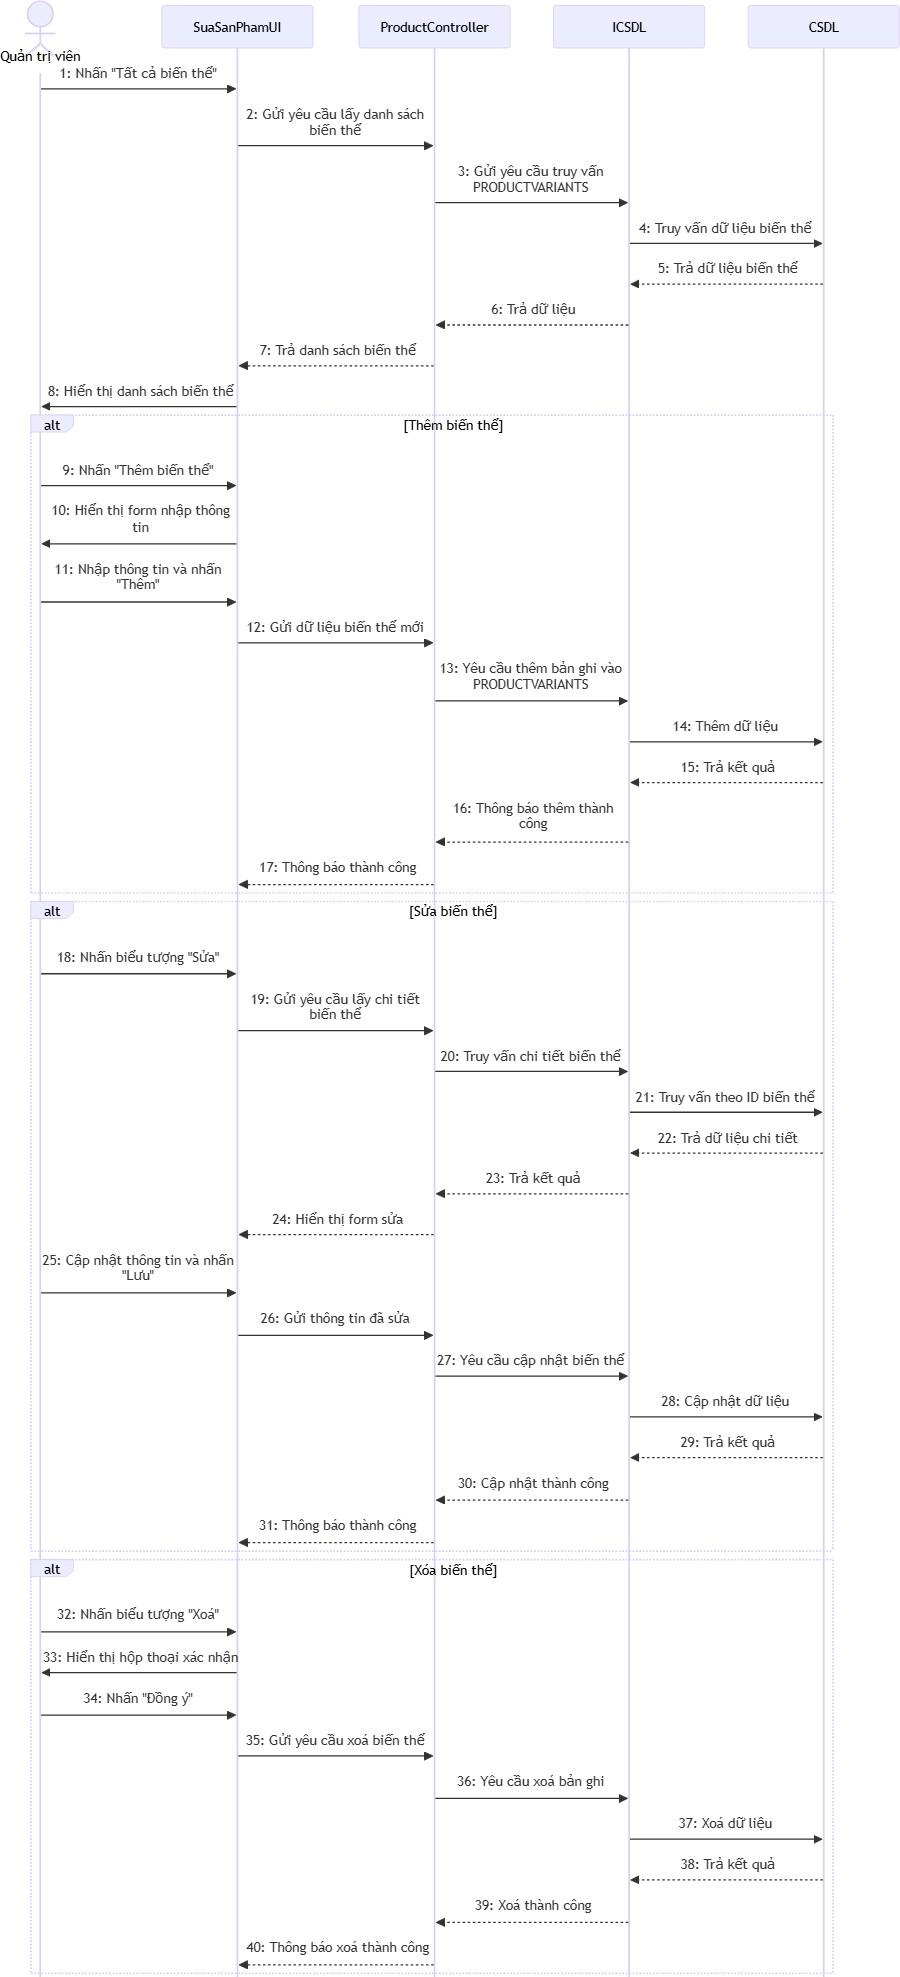 Quản trị viên
SuaSanPhamUI
ProductController
ICSDL
CSDL
1: Nhấn "Tất cả biến thể"
2: Gửi yêu cầu lấy danh sách
biến thể
3: Gửi yêu cầu truy vấn
PRODUCTVARIANTS
4: Truy vấn dữ liệu biến thể
5: Trả dữ liệu biến thể
6: Trả dữ liệu
7: Trả danh sách biến thể
8: Hiển thị danh sách biến thể
alt
[Thêm biến thể]
9: Nhấn "Thêm biến thể"
10: Hiển thị form nhập thông
tin
11: Nhập thông tin và nhấn
"Thêm"
12: Gửi dữ liệu biến thể mới
13: Yêu cầu thêm bản ghi vào
PRODUCTVARIANTS
14: Thêm dữ liệu
15: Trả kết quả
16: Thông báo thêm thành
công
17: Thông báo thành công
alt
[Sửa biến thể]
18: Nhấn biểu tượng "Sửa"
19: Gửi yêu cầu lấy chi tiết
biến thể
20: Truy vấn chi tiết biến thể
21: Truy vấn theo ID biến thể
22: Trả dữ liệu chi tiết
23: Trả kết quả
24: Hiển thị form sửa
25: Cập nhật thông tin và nhấn
"Lưu"
26: Gửi thông tin đã sửa
27: Yêu cầu cập nhật biến thể
28: Cập nhật dữ liệu
29: Trả kết quả
30: Cập nhật thành công
31: Thông báo thành công
alt
[Xóa biến thể]
32: Nhấn biểu tượng "Xoá"
33: Hiển thị hộp thoại xác nhận
34: Nhấn "Đồng ý"
35: Gửi yêu cầu xoá biến thể
36: Yêu cầu xoá bản ghi
37: Xoá dữ liệu
38: Trả kết quả
39: Xoá thành công
40: Thông báo xoá thành công